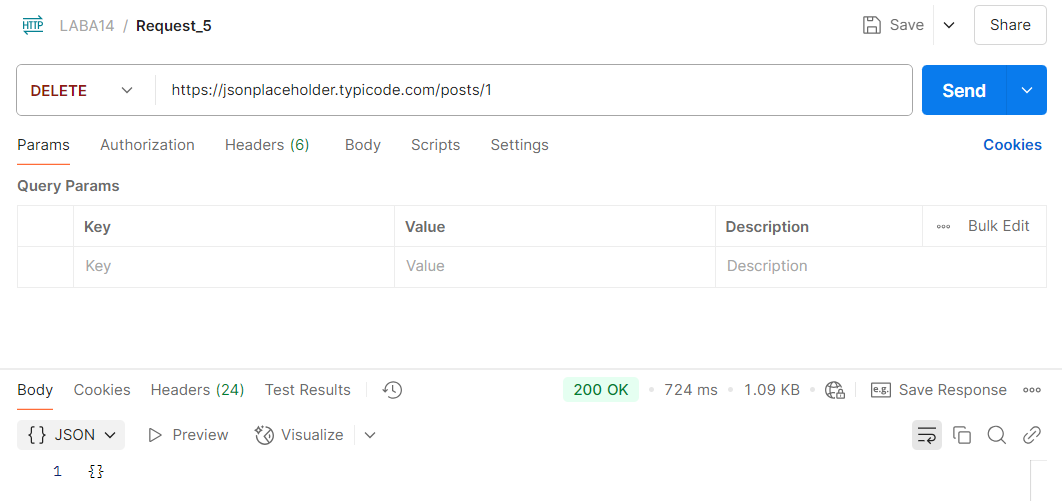 HTTP LABA14 / Request_5 Save Share
DELETE https://jsonplaceholder.typicode.com/posts/1 Send
Params Authorization Headers (6) Body Scripts Settings Cookies
Query Params
Key Value Description Bulk Edit
Key Value Description
Body Cookies Headers (24) Test Results 200 OK 724 ms 1.09 KB e.g. Save Response
{} JSON Preview Visualize
1 {}